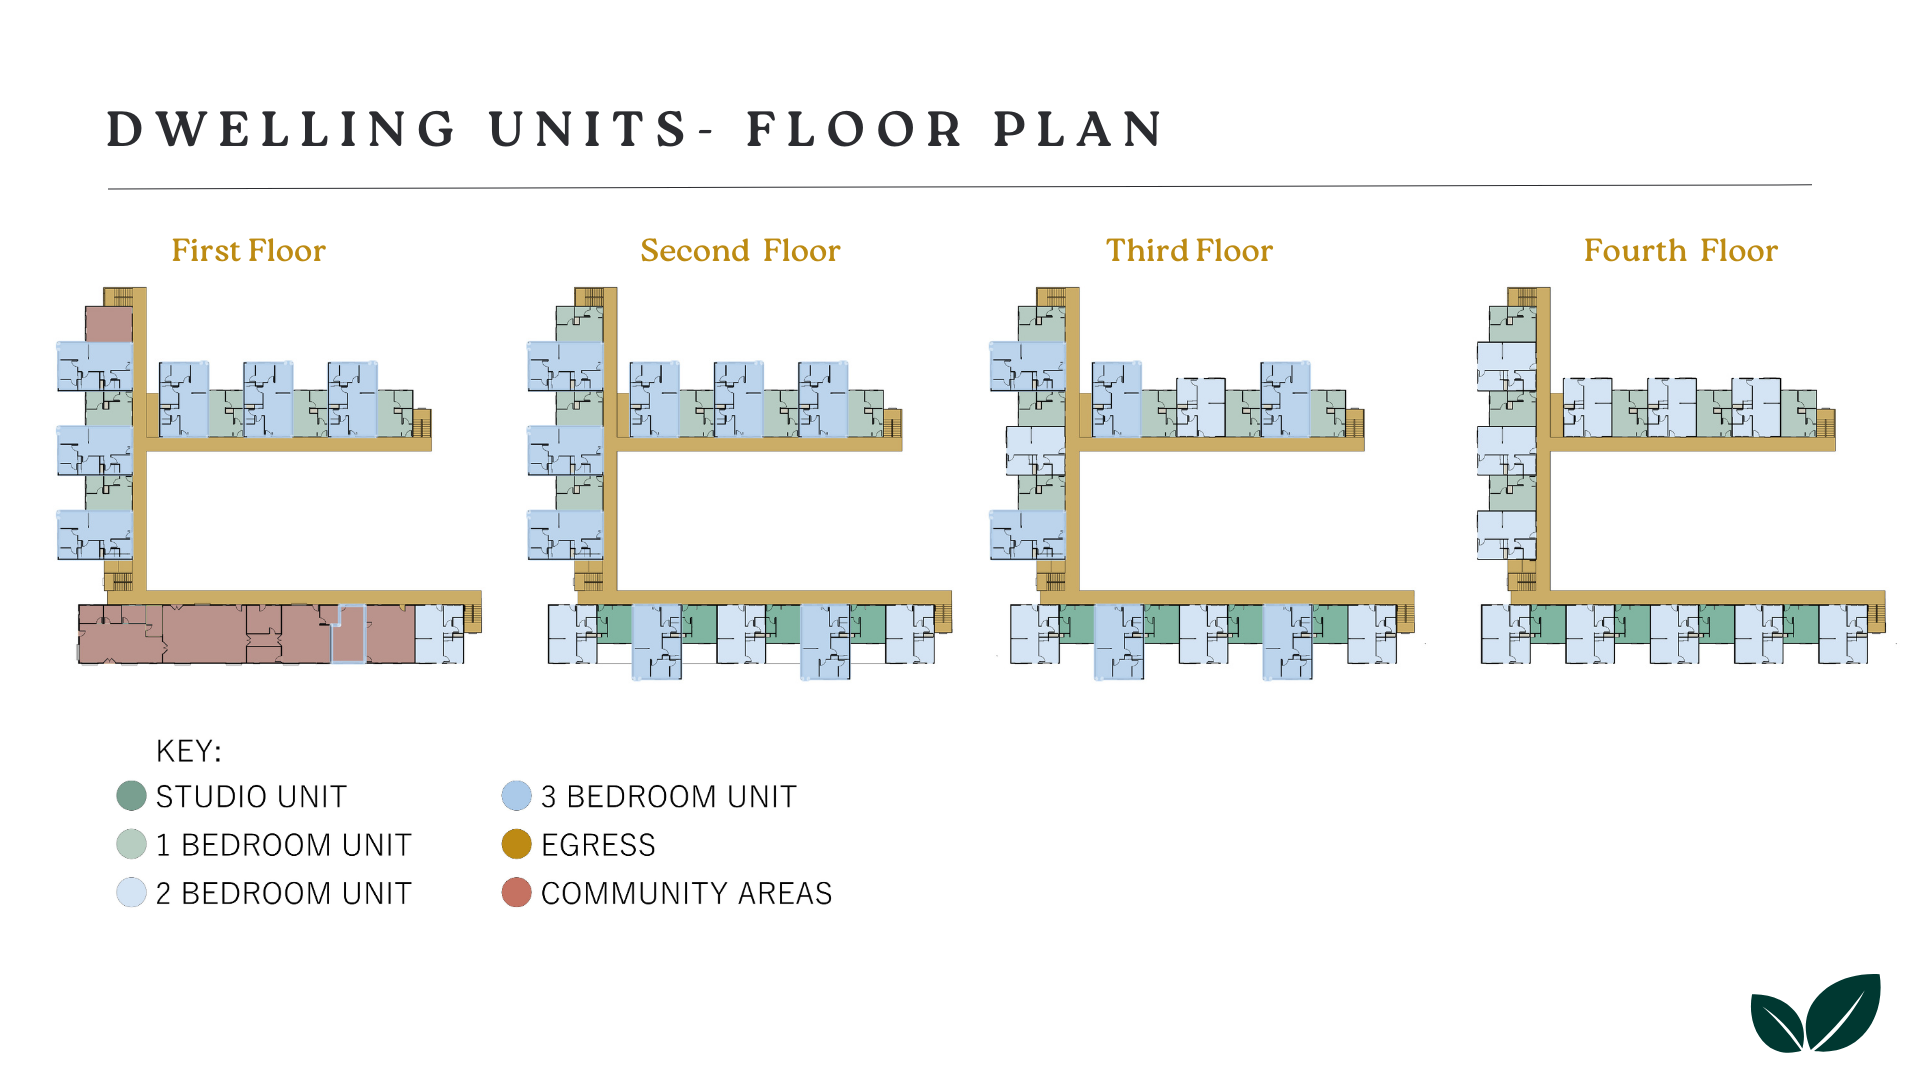 DWELLING UNITS- FLOOR PLAN
First Floor
Second Floor
Third Floor
Fourth Floor
KEY:
STUDIO UNIT
1 BEDROOM UNIT
2 BEDROOM UNIT
3 BEDROOM UNIT
EGRESS
COMMUNITY AREAS